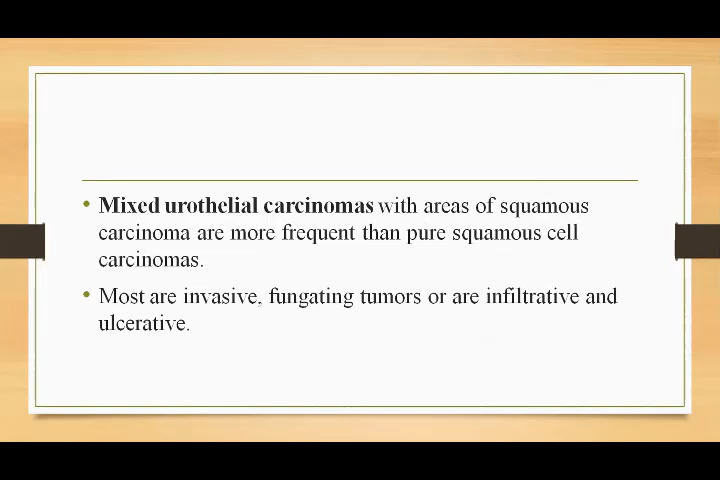 • Mixed urothelial carcinomas with areas of squamous
carcinoma are more frequent than pure squamous cell
carcinomas.
• Most are invasive, fungating tumors or are infiltrative and
ulcerative.